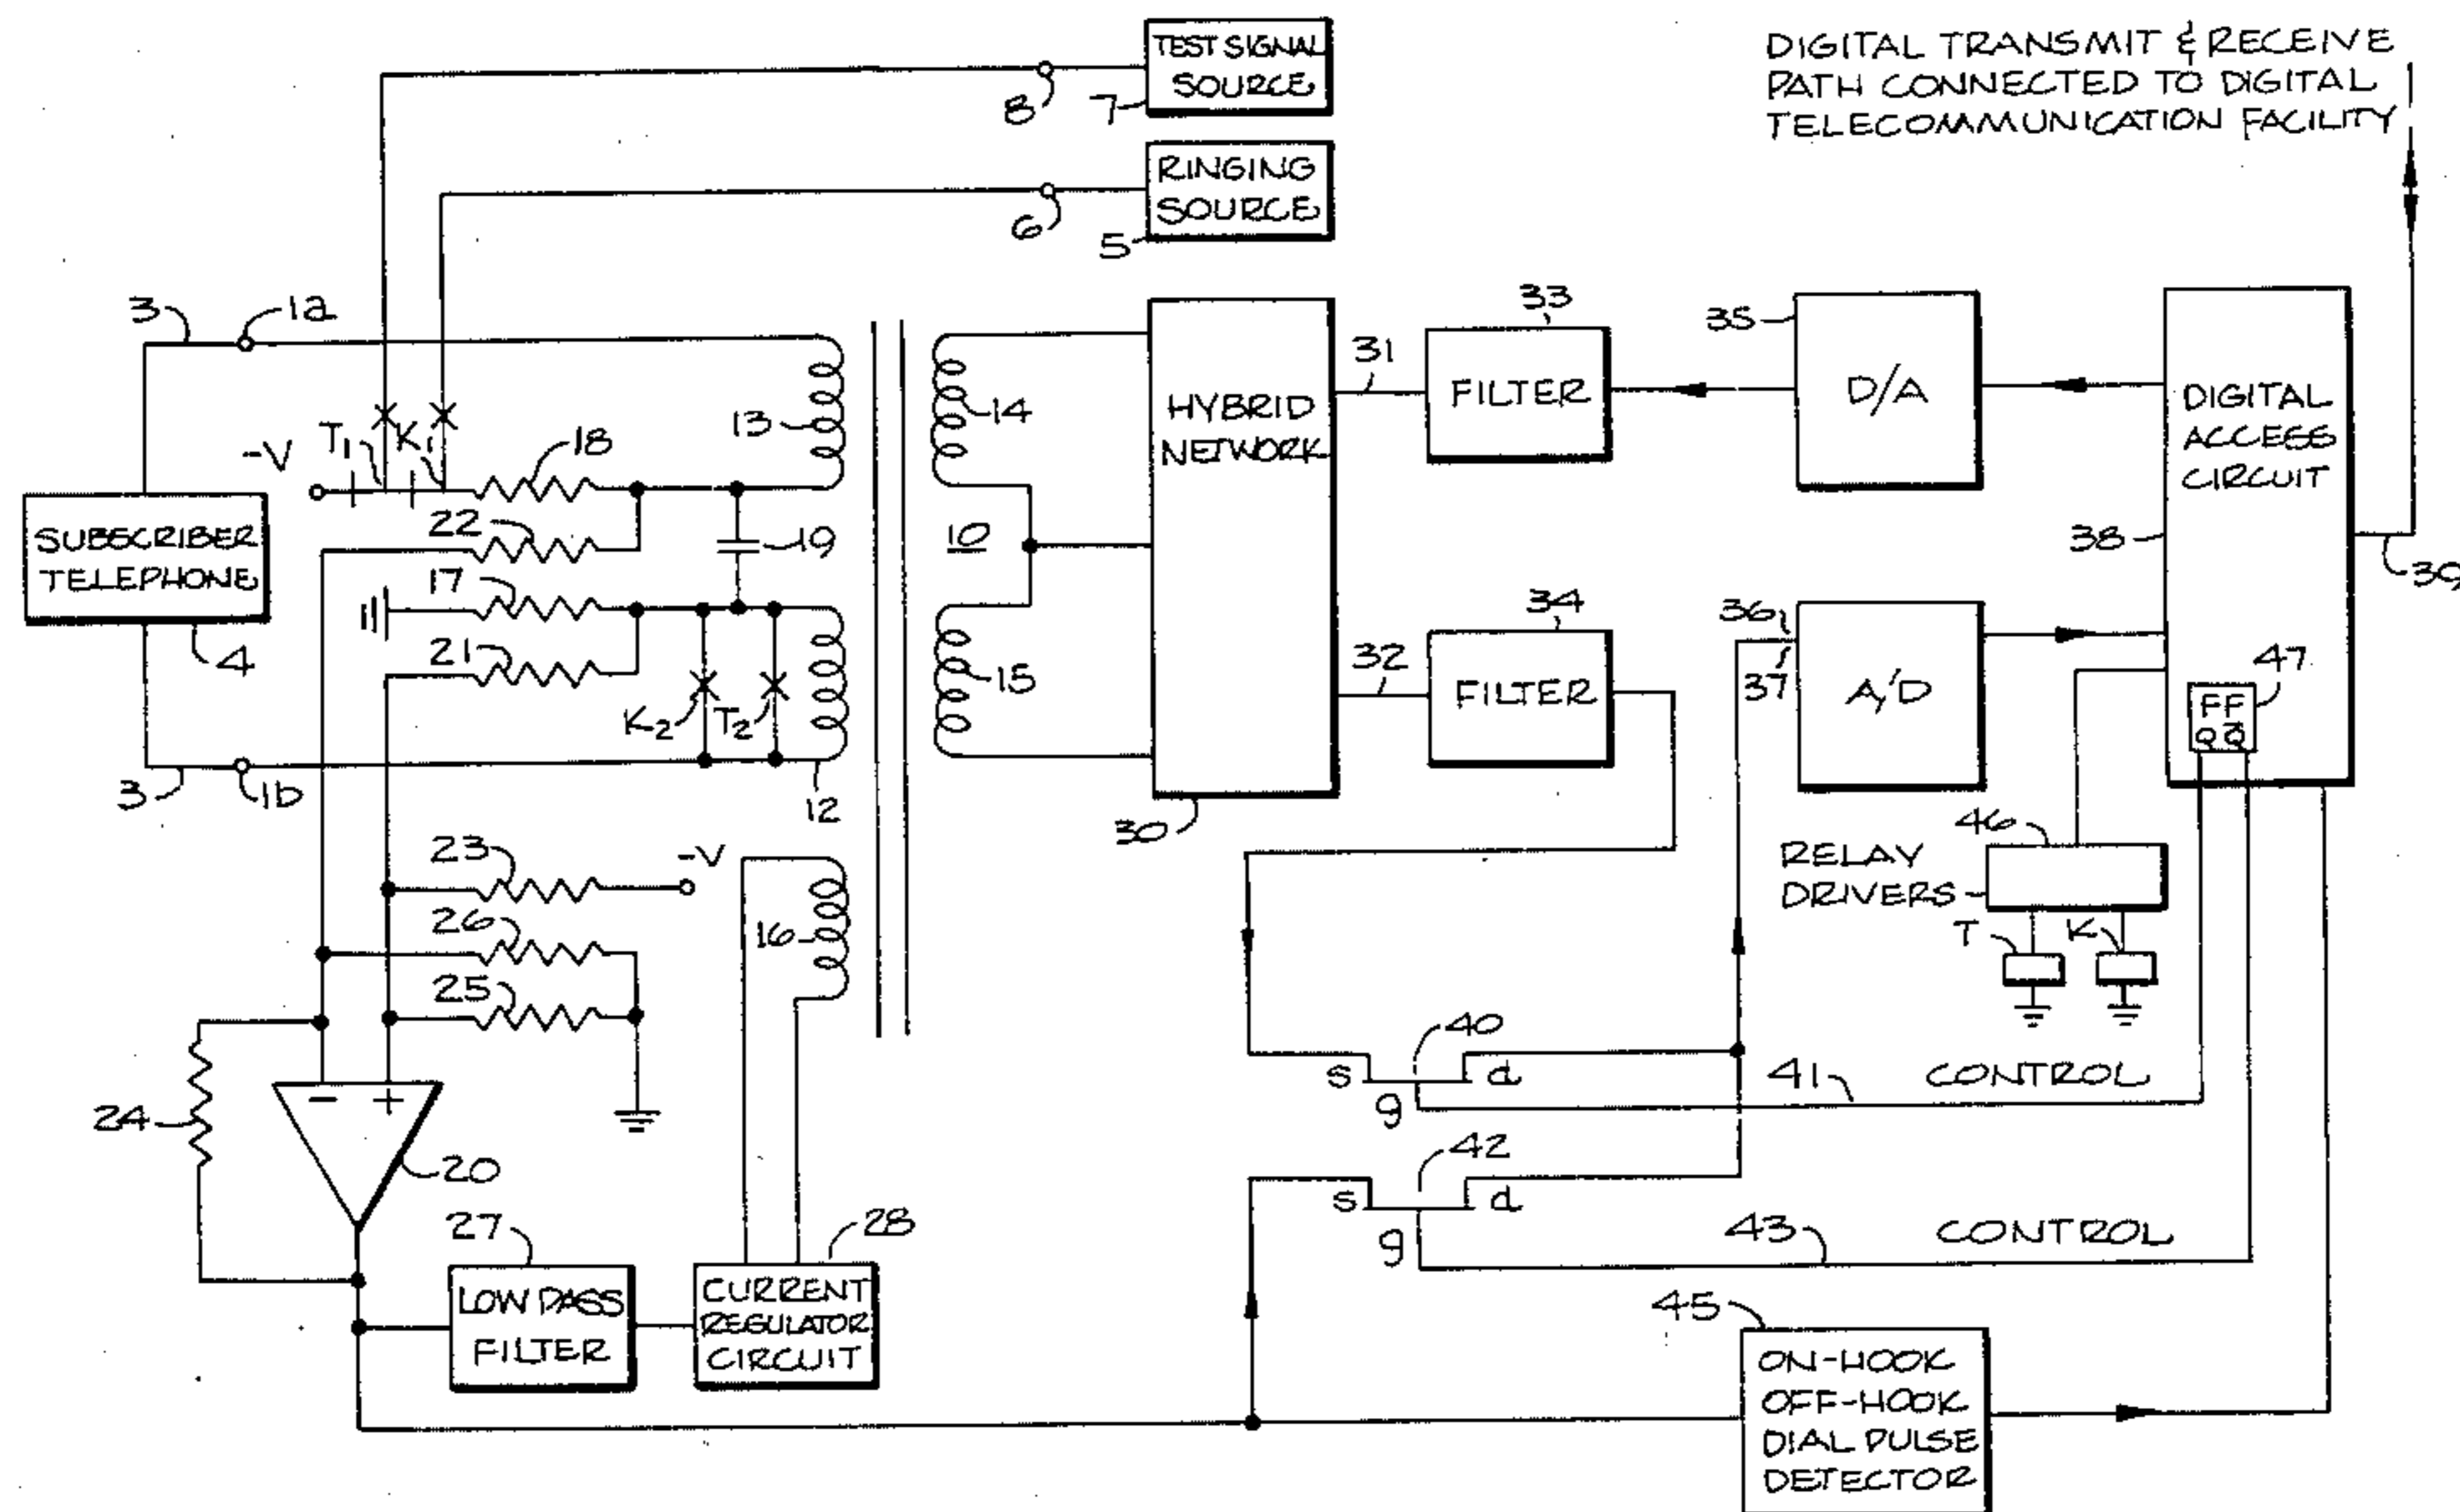 TEST SIGNAL
SOURCE
8
7
DIGITAL TRANSMIT & RECEIVE
PATH CONNECTED TO DIGITAL
TELECOMMUNICATION FACILITY
RINGING
SOURCE
6
5
3
1a
33
35
13
14
HYBRID
NETWORK
31
FILTER
D/A
DIGITAL
ACCESS
CIRCUIT
-V
T1
K1
18
22
19
10
38
39
SUBSCRIBER
TELEPHONE
4
17
21
34
36
37
32
FILTER
A/D
47
FF
Q Q̅
K2
T2
15
3
1b
12
30
46
RELAY
DRIVERS
T
K
23
-V
26
25
16
40
s
d
g
41
CONTROL
24
- +
20
42
s
d
g
43
CONTROL
27
LOW PASS
FILTER
28
CURRENT
REGULATOR
CIRCUIT
45
ON-HOOK
OFF-HOOK
DIAL PULSE
DETECTOR